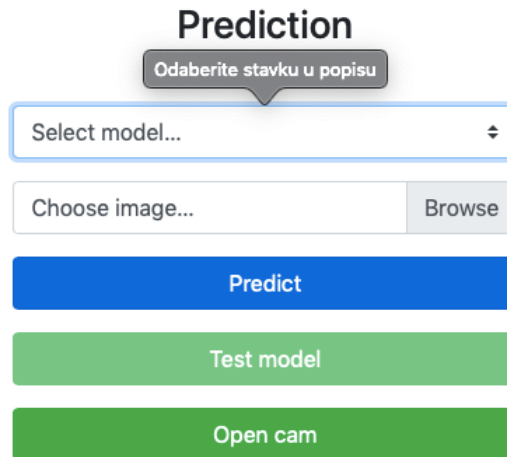 Prediction
Odaberite stavku u popisu
Select model...
Choose image... Browse
Predict
Test model
Open cam